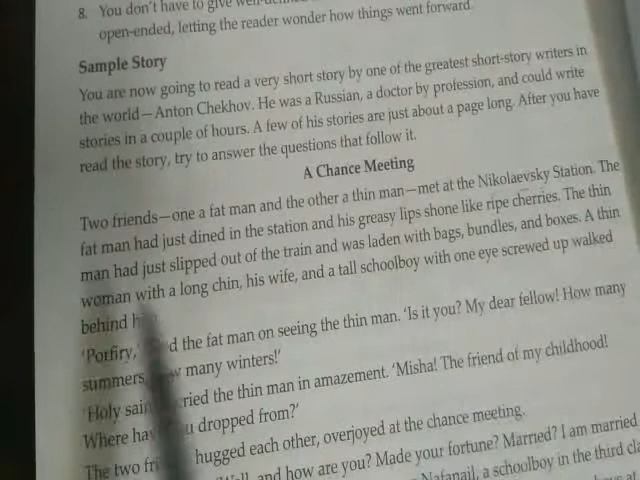 8. You don't have to give well-defined
open-ended, letting the reader wonder how things went forward.
Sample Story
You are now going to read a very short story by one of the greatest short-story writers in
the world—Anton Chekhov. He was a Russian, a doctor by profession, and could write
stories in a couple of hours. A few of his stories are just about a page long. After you have
read the story, try to answer the questions that follow it.
A Chance Meeting
Two friends—one a fat man and the other a thin man—met at the Nikolaevsky Station. The
fat man had just dined in the station and his greasy lips shone like ripe cherries. The thin
man had just slipped out of the train and was laden with bags, bundles, and boxes. A thin
woman with a long chin, his wife, and a tall schoolboy with one eye screwed up walked
behind
'Porfiry,' the fat man on seeing the thin man. 'Is it you? My dear fellow! How many
summers, many winters!'
'Holy cried the thin man in amazement. 'Misha! The friend of my childhood!
Where dropped from?'
The two hugged each other, overjoyed at the chance meeting.
and how are you? Made your fortune? Married? I am married
Nafanail, a schoolboy in the third